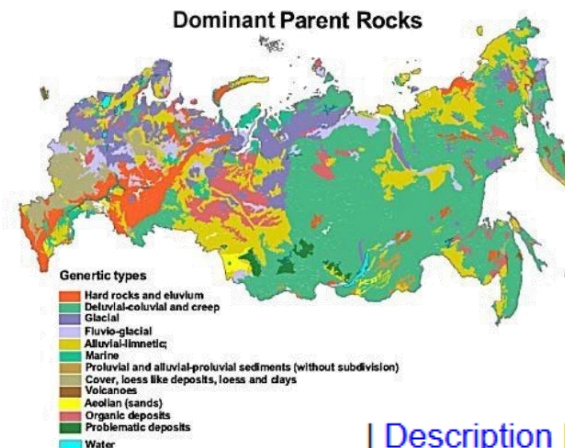 Dominant Parent Rocks
Genertic types
Hard rocks and eluvium
Deluvial-coluvial and creep
Glacial
Fluvio-glacial
Alluvial-limnetic;
Marine
Proluvial and alluvial-proluvial sediments (without subdivision)
Cover, loess like deposits, loess and clays
Volcanoes
Aeolian (sands)
Organic deposits
Problematic deposits
Water
| Description